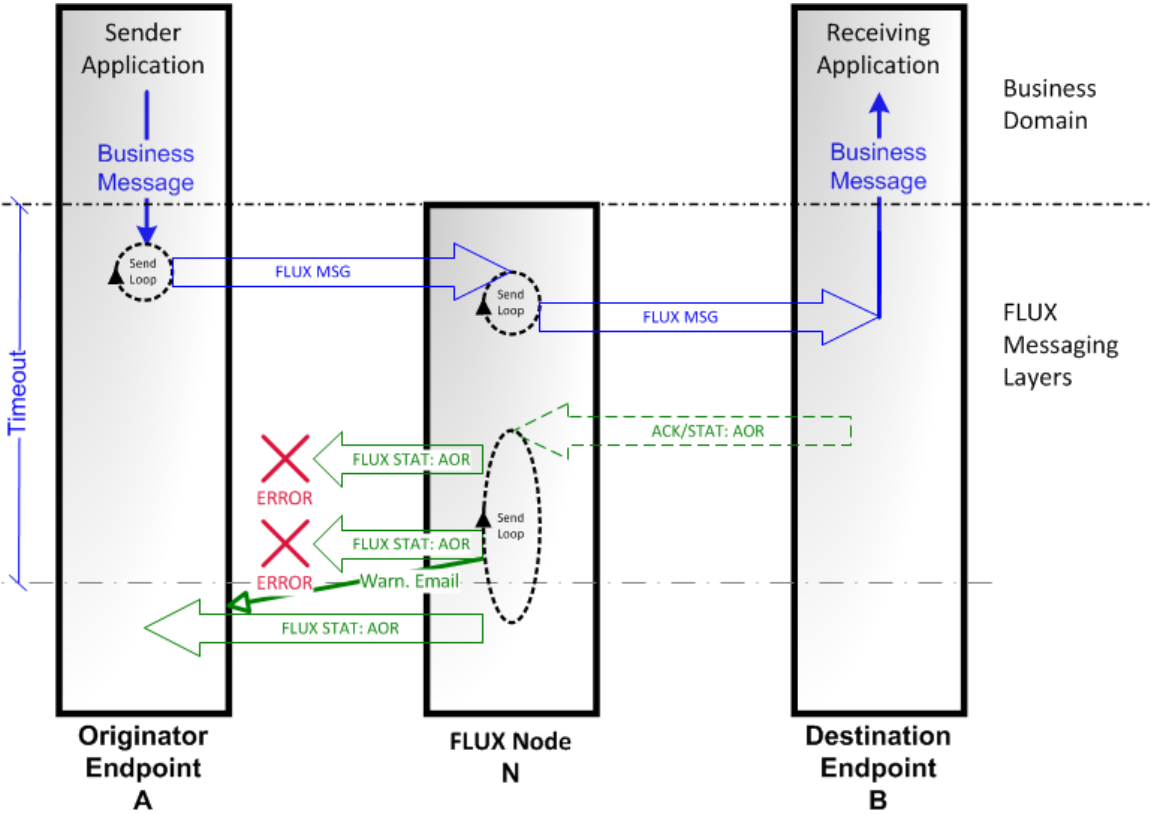 Sender
Application
Receiving
Application
Business
Domain
Business
Message
Business
Message
Send
Loop
FLUX MSG
Send
Loop
FLUX MSG
FLUX
Messaging
Layers
Timeout
ACK/STAT: AOR
FLUX STAT: AOR
ERROR
Send
Loop
FLUX STAT: AOR
ERROR
Warn. Email
FLUX STAT: AOR
Originator
Endpoint
A
FLUX Node
N
Destination
Endpoint
B